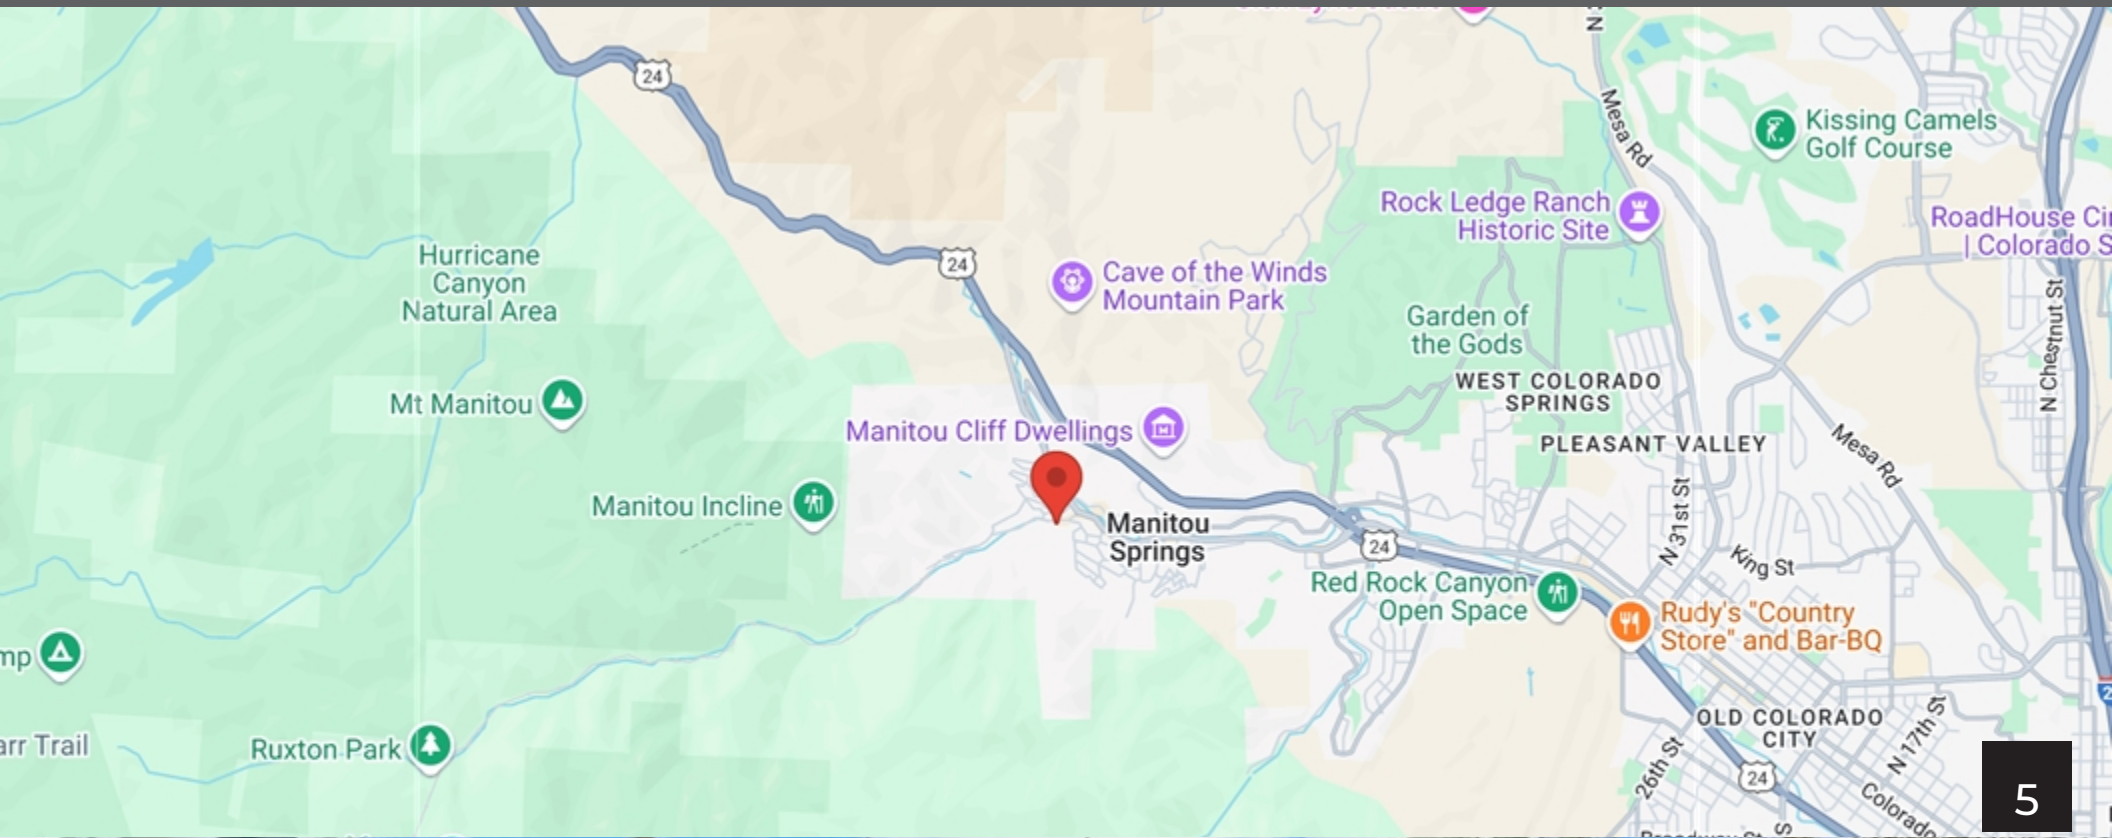 24
Mesa Rd
Kissing Camels
Golf Course
Rock Ledge Ranch
Historic Site
RoadHouse Ci
| Colorado S
Hurricane
Canyon
Natural Area
24
Cave of the Winds
Mountain Park
Garden of
the Gods
N Chestnut St
WEST COLORADO
SPRINGS
Mt Manitou
Manitou Cliff Dwellings
PLEASANT VALLEY
Mesa Rd
Manitou Incline
Manitou
Springs
N 31st St
24
King St
Red Rock Canyon
Open Space
Rudy's "Country
Store" and Bar-BQ
mp
arr Trail
Ruxton Park
OLD COLORADO
CITY
N 17th St
26th St
24
Colorado
5